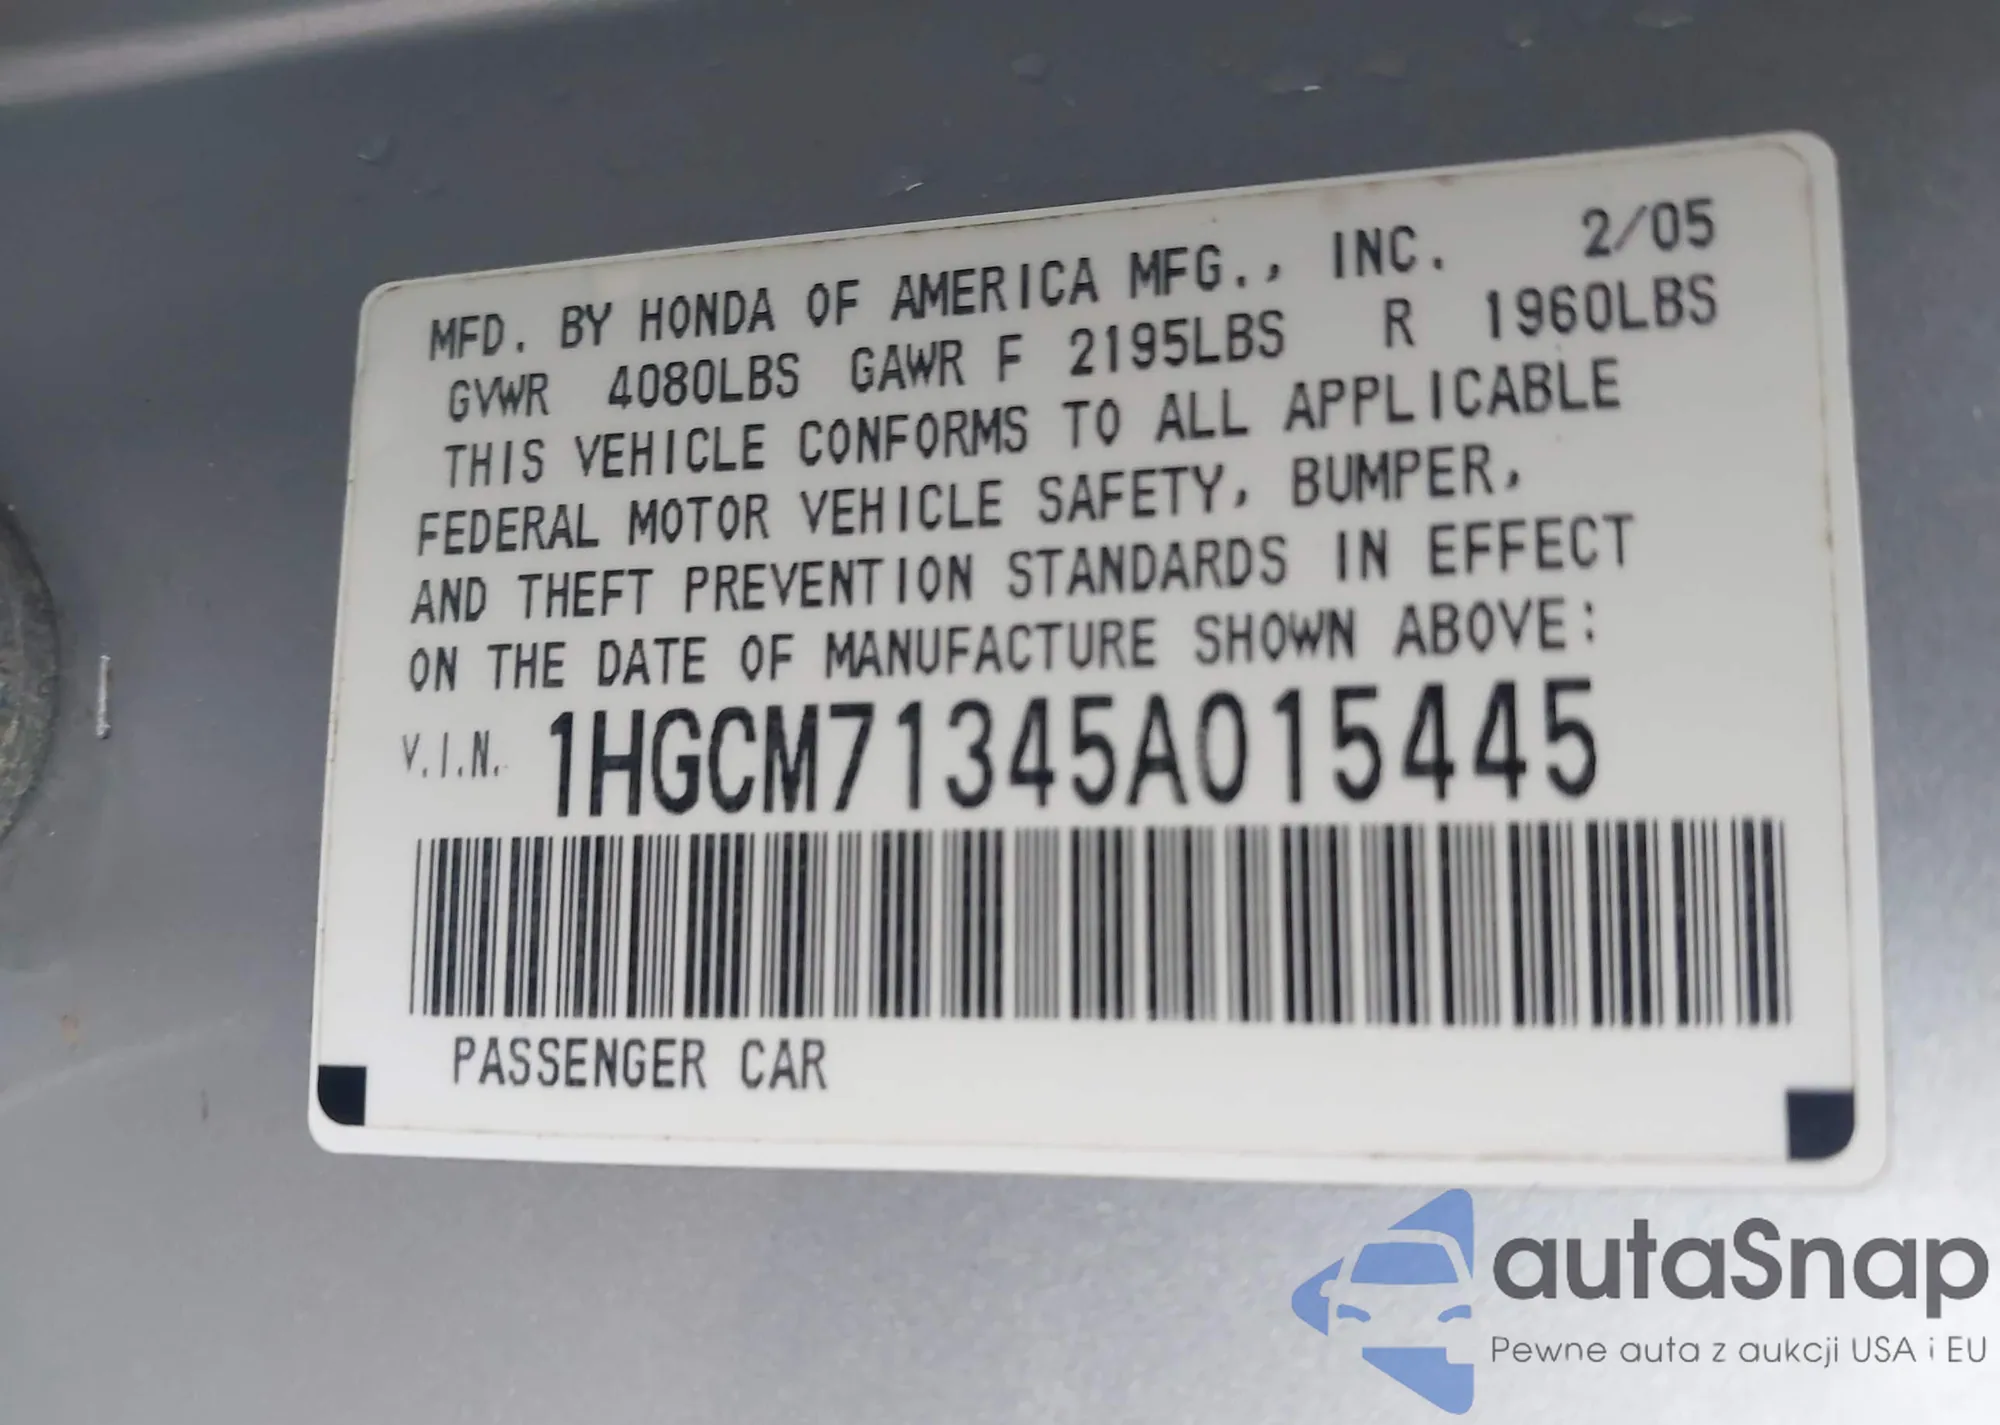 MFD. BY HONDA OF AMERICA MFG., INC. 2/05
GVWR 4080LBS GAWR F 2195LBS R 1960LBS
THIS VEHICLE CONFORMS TO ALL APPLICABLE
FEDERAL MOTOR VEHICLE SAFETY, BUMPER,
AND THEFT PREVENTION STANDARDS IN EFFECT
ON THE DATE OF MANUFACTURE SHOWN ABOVE:
V.I.N. 1HGCM71345A015445
PASSENGER CAR
autaSnap
Pewne auta z aukcji USA i EU